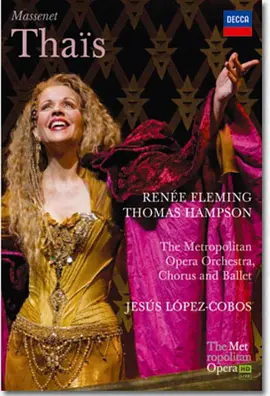 DECCA
Massenet
Thaïs
RENÉE FLEMING
THOMAS HAMPSON
The Metropolitan
Opera Orchestra,
Chorus and Ballet
JESÚS LÓPEZ-COBOS
The Met
ropolitan
Opera HD
LIVE